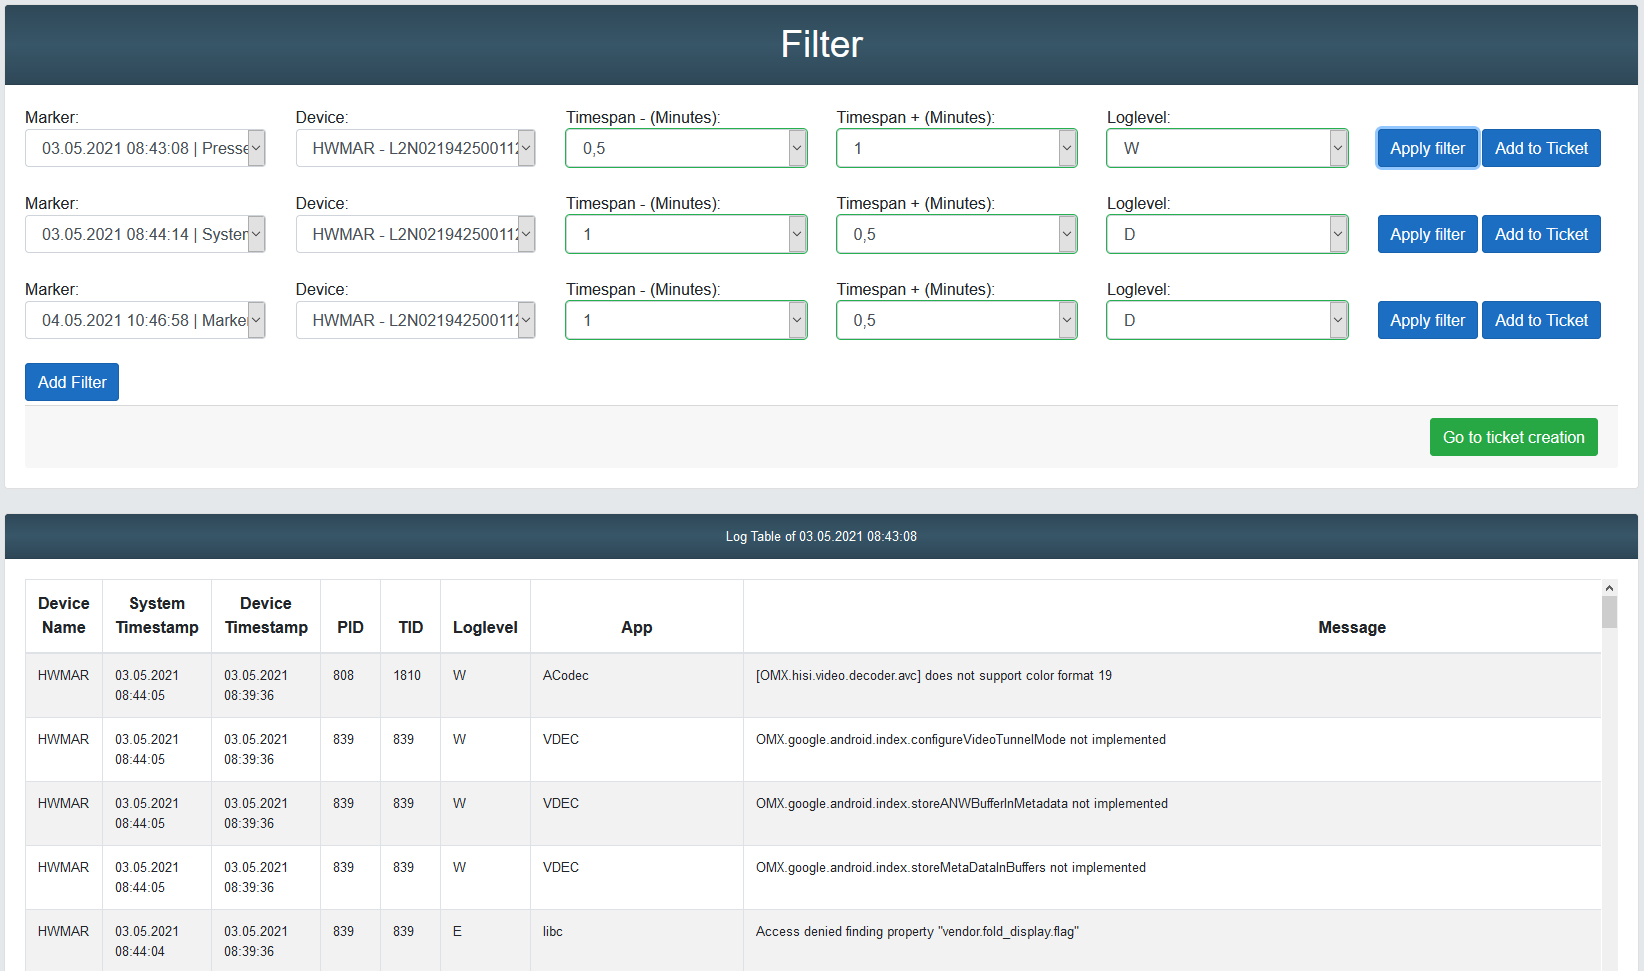 Filter
Marker: Device: Timespan - (Minutes): Timespan + (Minutes): Loglevel:
03.05.2021 08:43:08 | Presse HWMAR - L2N02194250011 0,5 1 W Apply filter Add to Ticket
Marker: Device: Timespan - (Minutes): Timespan + (Minutes): Loglevel:
03.05.2021 08:44:14 | System HWMAR - L2N02194250011 1 0,5 D Apply filter Add to Ticket
Marker: Device: Timespan - (Minutes): Timespan + (Minutes): Loglevel:
04.05.2021 10:46:58 | Marke HWMAR - L2N02194250011 1 0,5 D Apply filter Add to Ticket
Add Filter
Go to ticket creation
Log Table of 03.05.2021 08:43:08
Device System Device
Name Timestamp Timestamp PID TID Loglevel App Message
HWMAR 03.05.2021 03.05.2021 808 1810 W ACodec [OMX.hisi.video.decoder.avc] does not support color format 19
08:44:05 08:39:36
HWMAR 03.05.2021 03.05.2021 839 839 W VDEC OMX.google.android.index.configureVideoTunnelMode not implemented
08:44:05 08:39:36
HWMAR 03.05.2021 03.05.2021 839 839 W VDEC OMX.google.android.index.storeANWBufferInMetadata not implemented
08:44:05 08:39:36
HWMAR 03.05.2021 03.05.2021 839 839 W VDEC OMX.google.android.index.storeMetaDataInBuffers not implemented
08:44:05 08:39:36
HWMAR 03.05.2021 03.05.2021 839 839 E libc Access denied finding property "vendor.fold_display.flag"
08:44:04 08:39:36